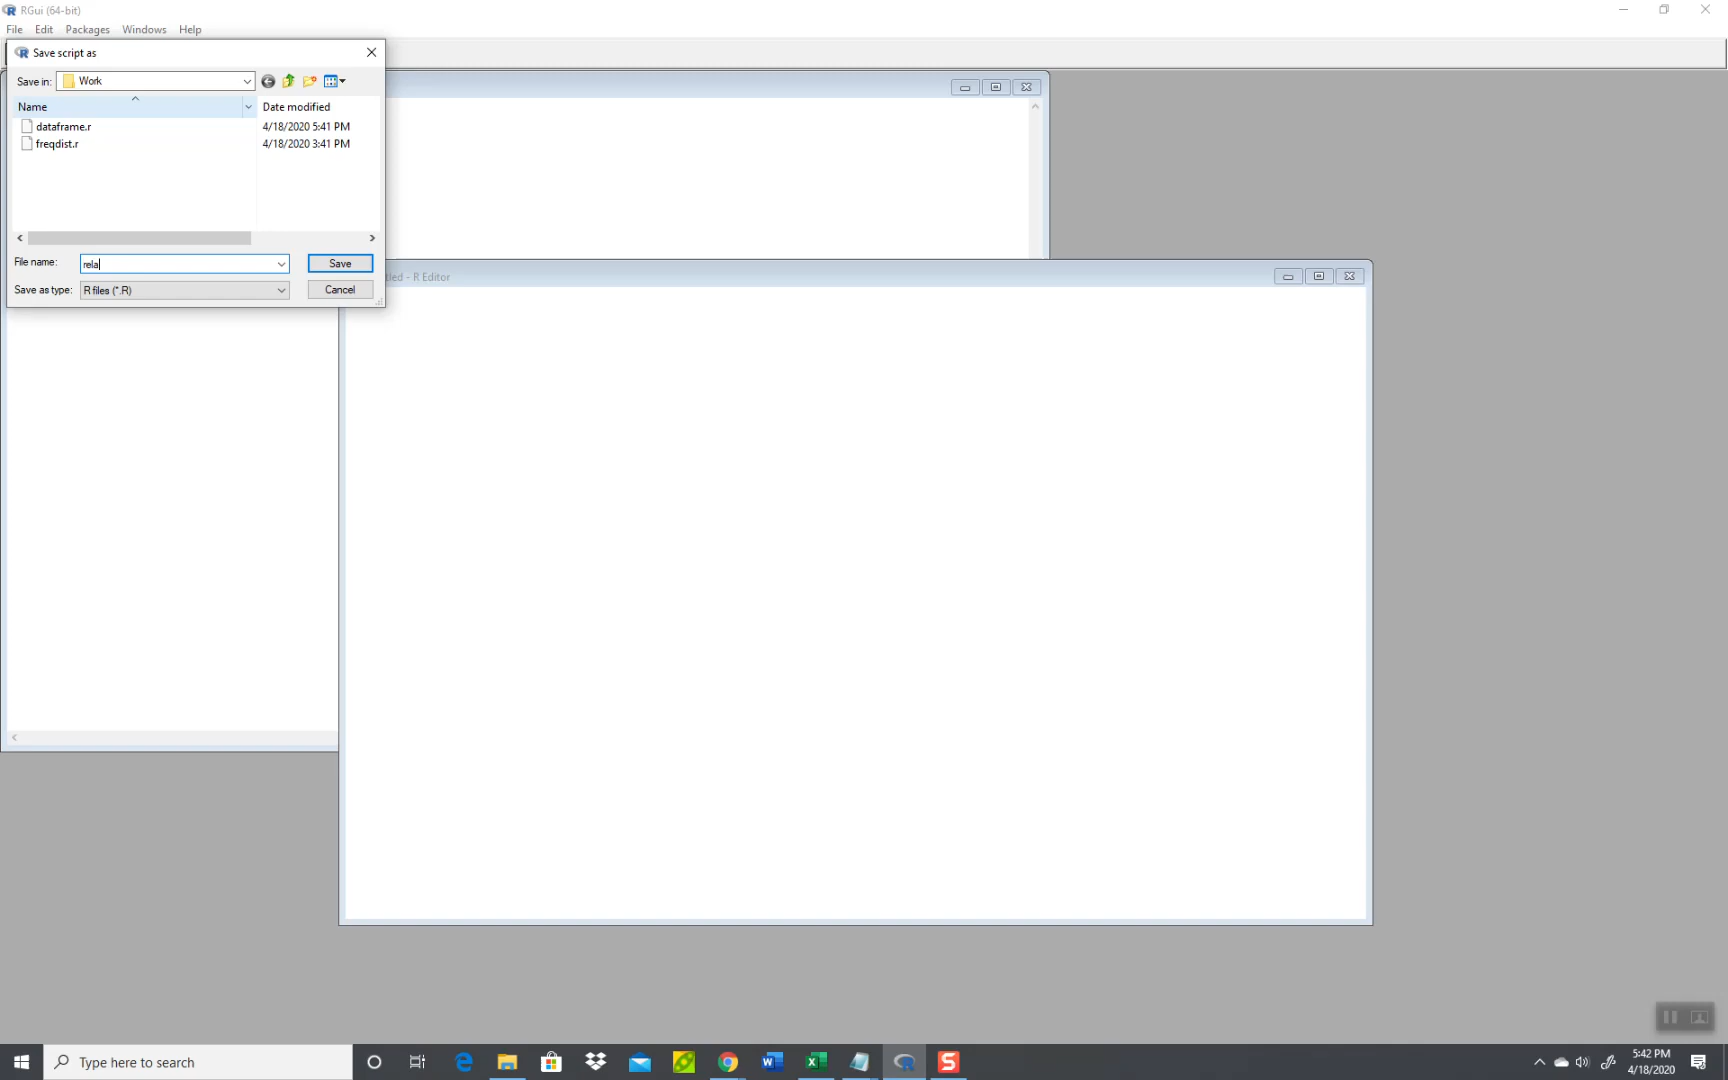 RGui (64-bit)
File Edit Packages Windows Help
Save script as
Save in: Work
Name Date modified
dataframe.r 4/18/2020 5:41 PM
freqdist.r 4/18/2020 3:41 PM
File name: rela Save
Save as type: R files (*.R) Cancel
tled - R Editor
Type here to search
5:42 PM
4/18/2020